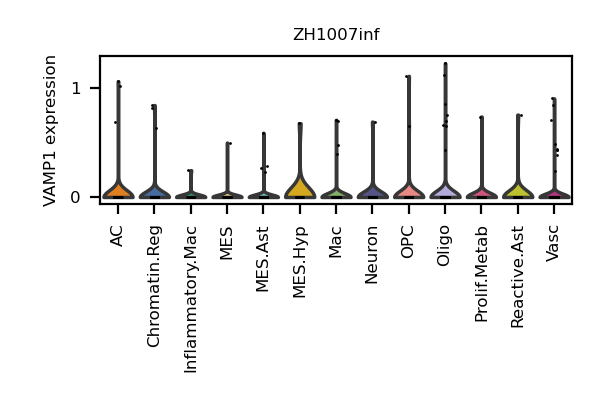 ZH1007inf
VAMP1 expression
1
0
AC
Chromatin.Reg
Inflammatory.Mac
MES
MES.Ast
MES.Hyp
Mac
Neuron
OPC
Oligo
Prolif.Metab
Reactive.Ast
Vasc